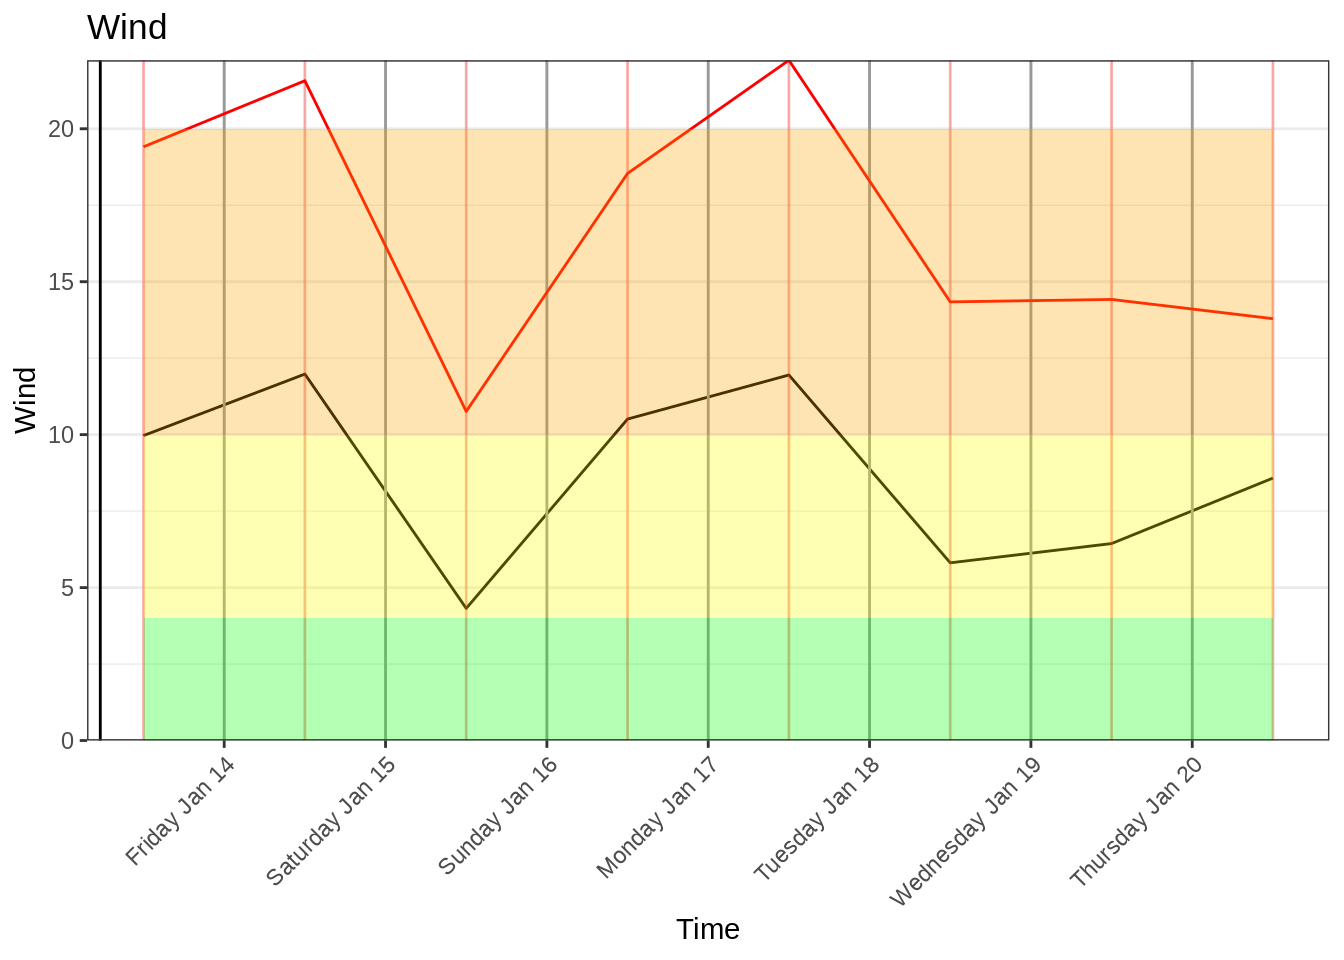 Wind
Wind
20
15
10
5
0
Friday Jan 14
Saturday Jan 15
Sunday Jan 16
Monday Jan 17
Tuesday Jan 18
Wednesday Jan 19
Thursday Jan 20
Time